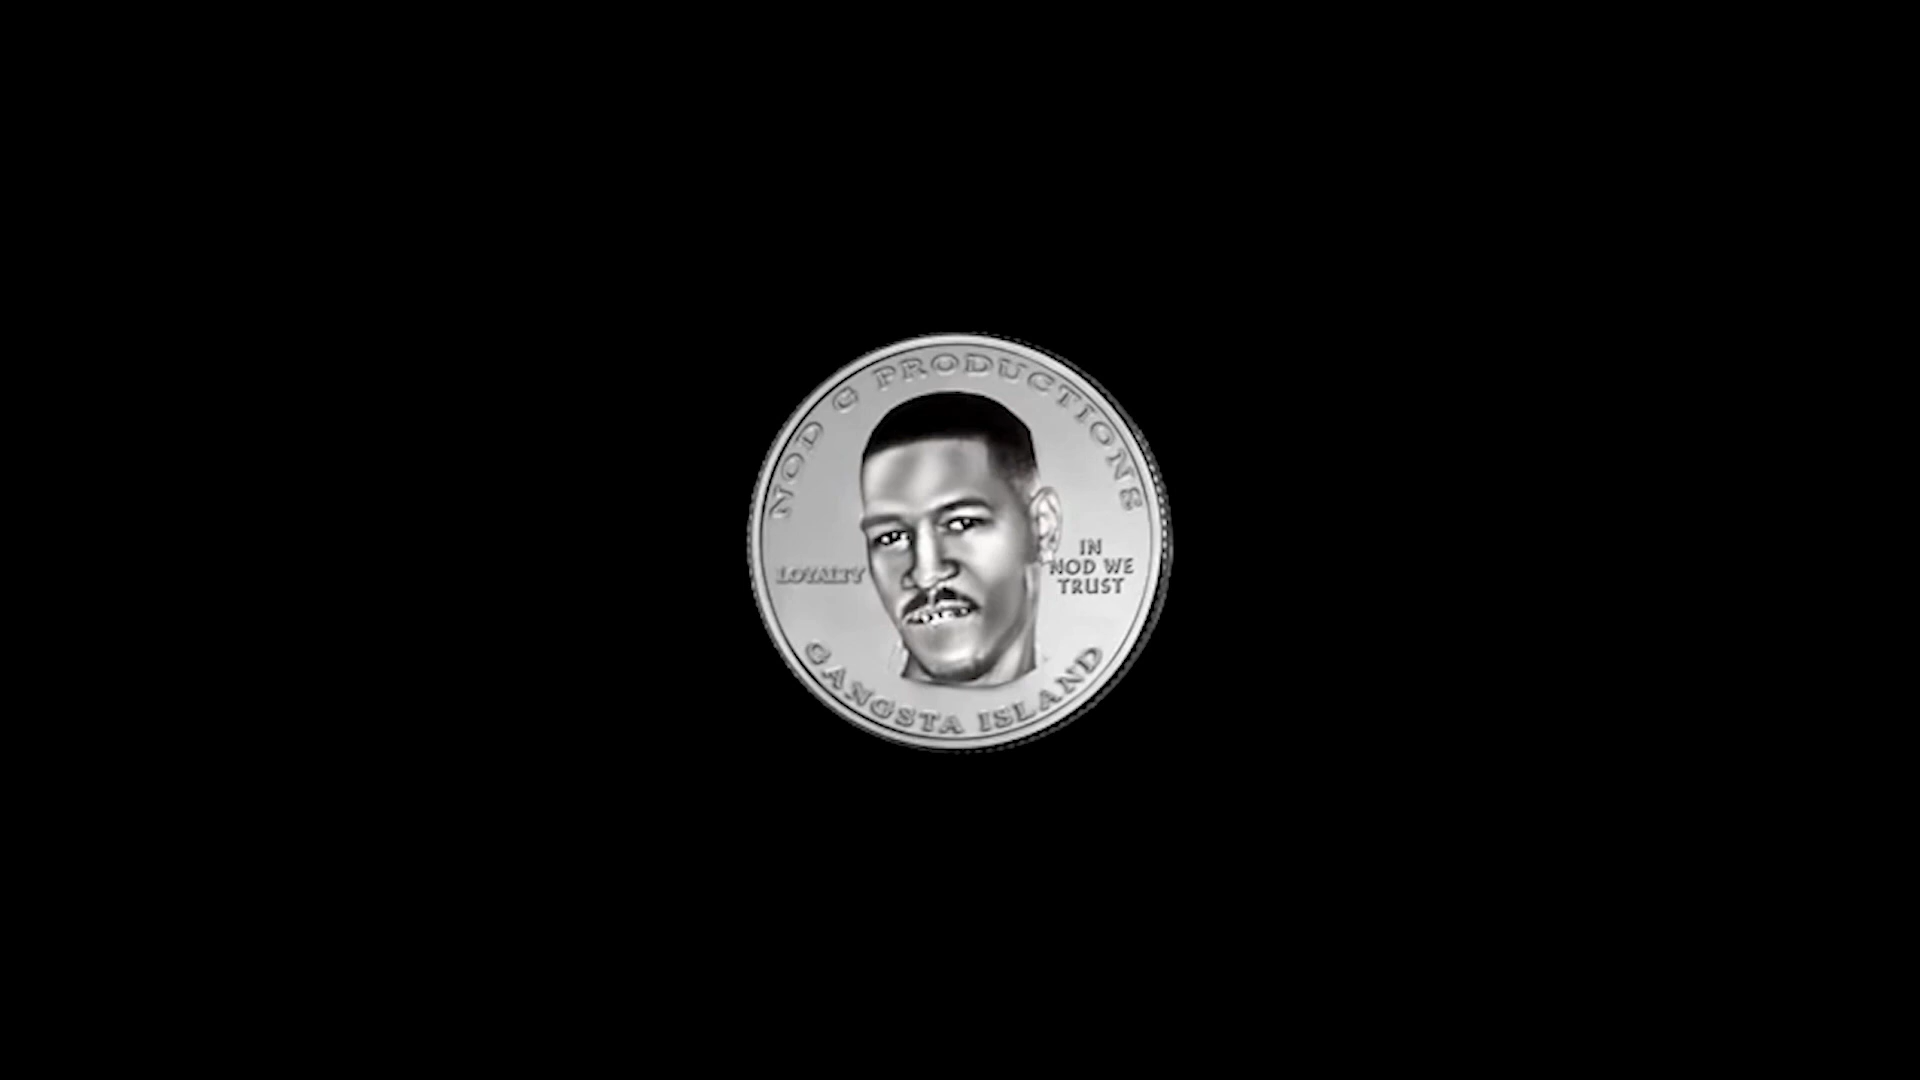 NOD G PRODUCTIONS
LOYALTY
IN
NOD WE
TRUST
GANGSTA ISLAND